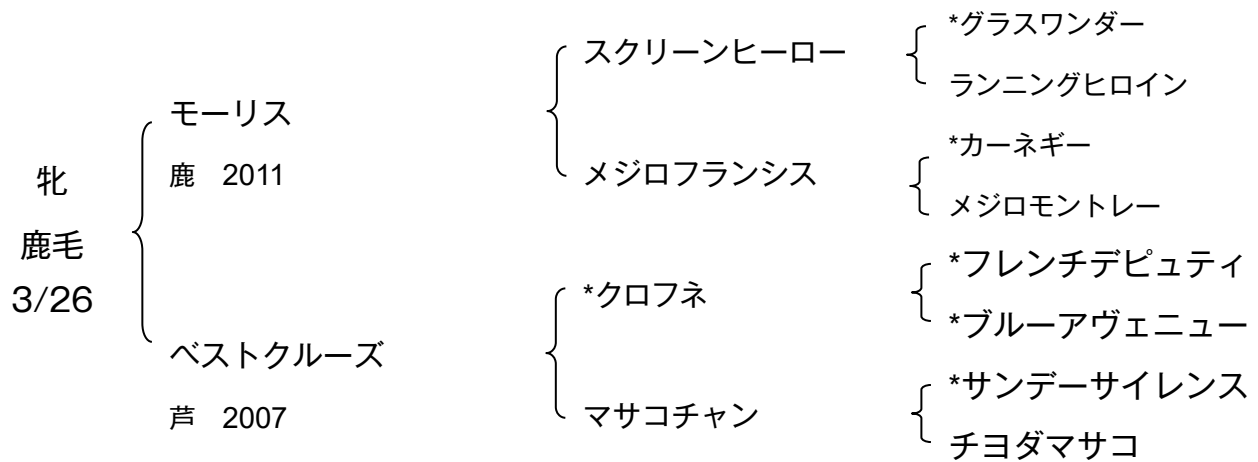 牝
鹿毛
3/26
モーリス
鹿 2011
ベストクルーズ
芦 2007
スクリーンヒーロー
メジロフランシス
*クロフネ
マサコチャン
*グラスワンダー
ランニングヒロイン
*カーネギー
メジロモントレー
*フレンチデピュティ
*ブルーアヴェニュー
*サンデーサイレンス
チヨダマサコ